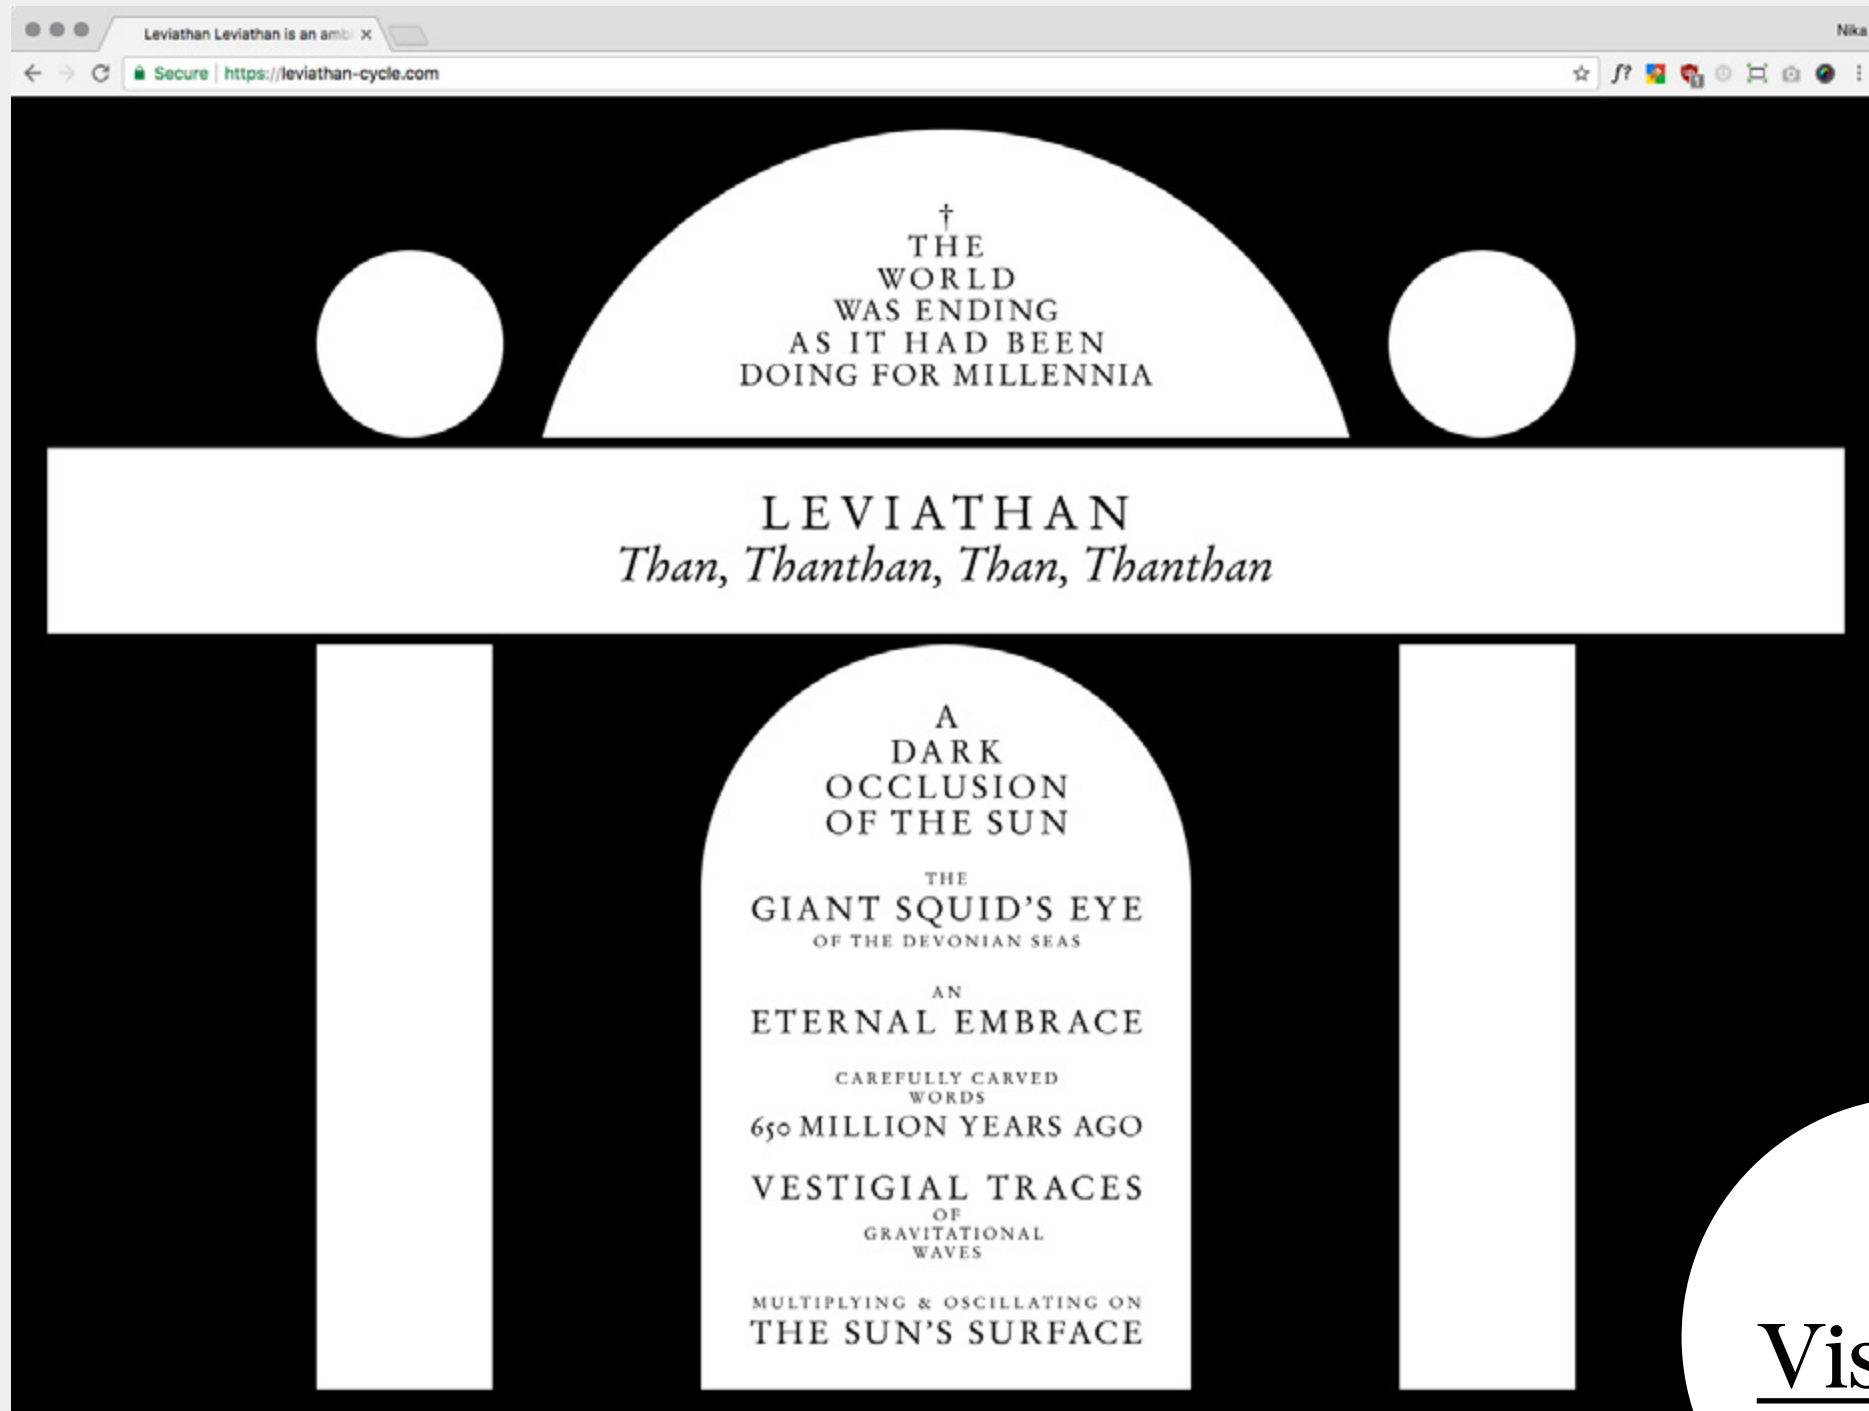 Leviathan Leviathan is an amb
Nika
Secure | https://leviathan-cycle.com
f?
†
THE
WORLD
WAS ENDING
AS IT HAD BEEN
DOING FOR MILLENNIA
LEVIATHAN
Than, Thanthan, Than, Thanthan
A
DARK
OCCLUSION
OF THE SUN
THE
GIANT SQUID’S EYE
OF THE DEVONIAN SEAS
AN
ETERNAL EMBRACE
CAREFULLY CARVED
WORDS
650 MILLION YEARS AGO
VESTIGIAL TRACES
OF
GRAVITATIONAL
WAVES
MULTIPLYING & OSCILLATING ON
THE SUN’S SURFACE
Vis